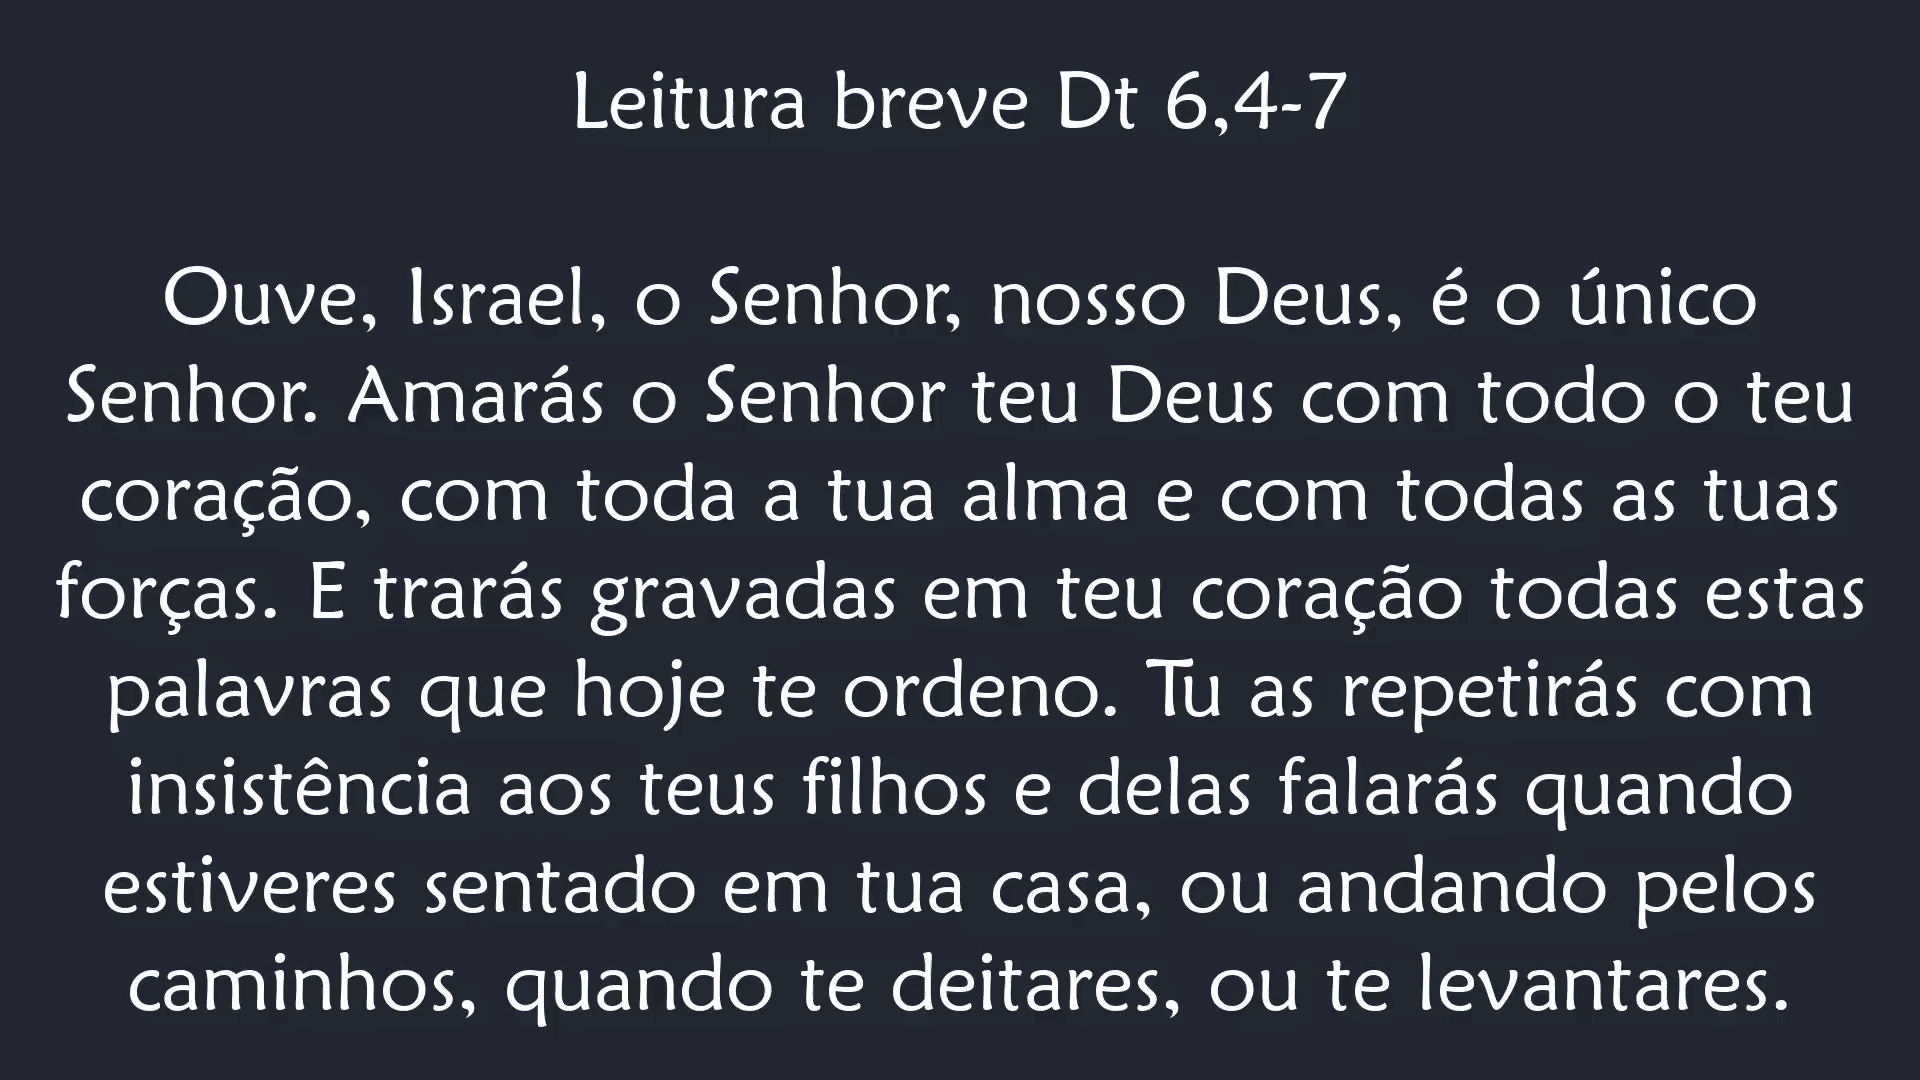 Leitura breve Dt 6,4-7
Ouve, Israel, o Senhor, nosso Deus, é o único
Senhor. Amarás o Senhor teu Deus com todo o teu
coração, com toda a tua alma e com todas as tuas
forças. E trarás gravadas em teu coração todas estas
palavras que hoje te ordeno. Tu as repetirás com
insistência aos teus filhos e delas falarás quando
estiveres sentado em tua casa, ou andando pelos
caminhos, quando te deitares, ou te levantares.